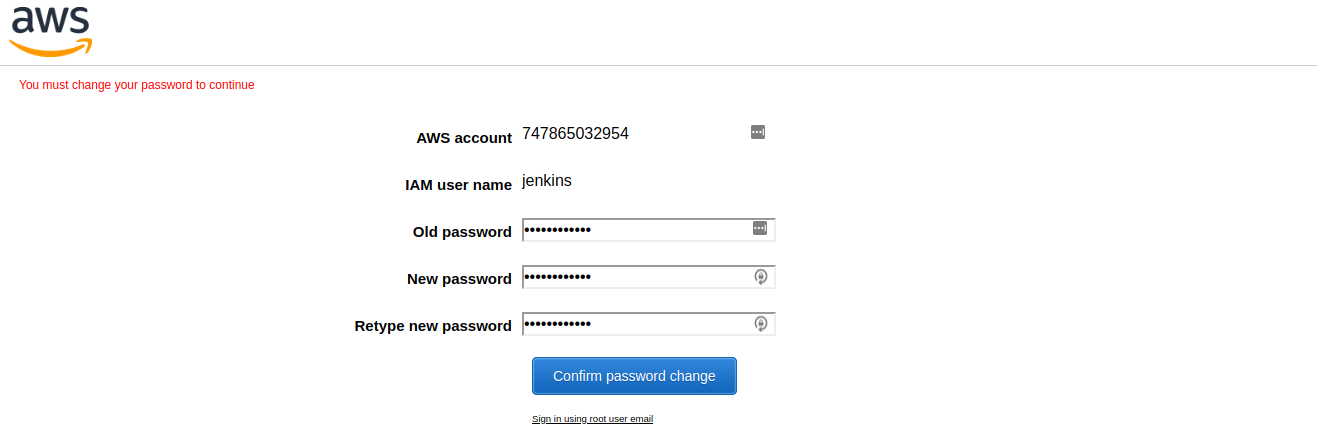 aws
You must change your password to continue
AWS account 747865032954
IAM user name jenkins
Old password ••••••••••••
New password ••••••••••••
Retype new password ••••••••••••
Confirm password change
Sign in using root user email